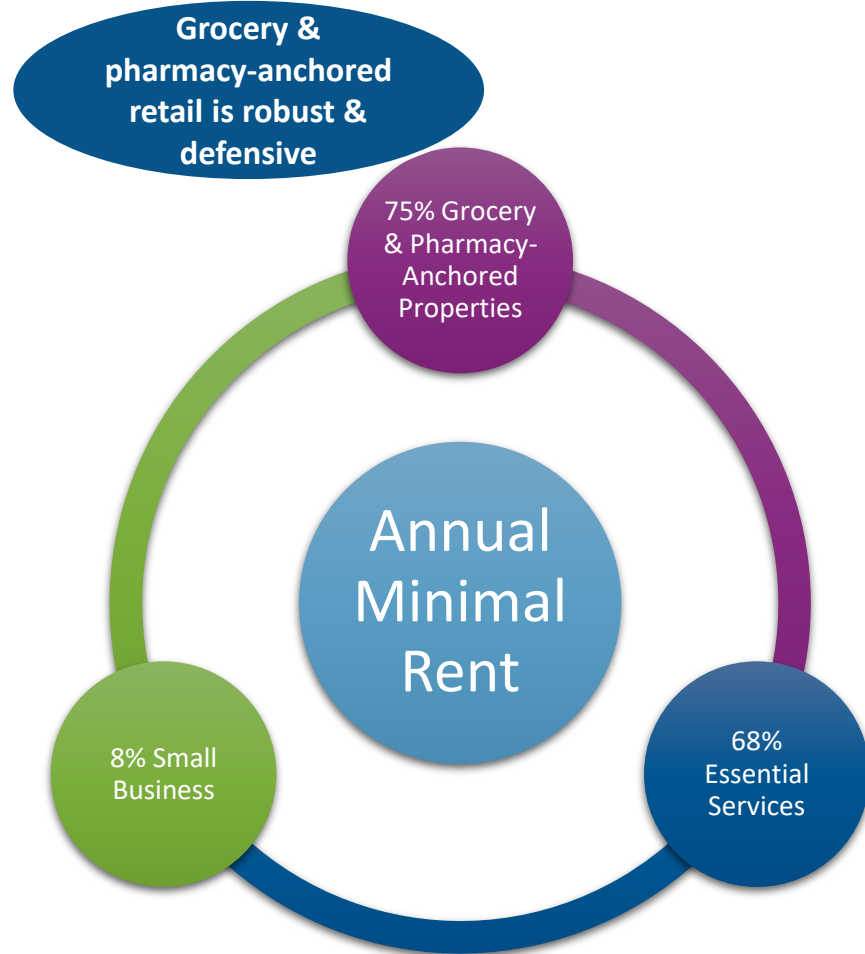 Grocery &
pharmacy-anchored
retail is robust &
defensive
75% Grocery
& Pharmacy-
Anchored
Properties
Annual
Minimal
Rent
8% Small
Business
68%
Essential
Services